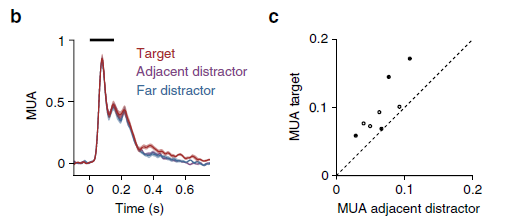 b
1
0.5
0
MUA
Target
Adjacent distractor
Far distractor
0 0.2 0.4 0.6
Time (s)
c
0.2
0.1
0
MUA target
0 0.1 0.2
MUA adjacent distractor